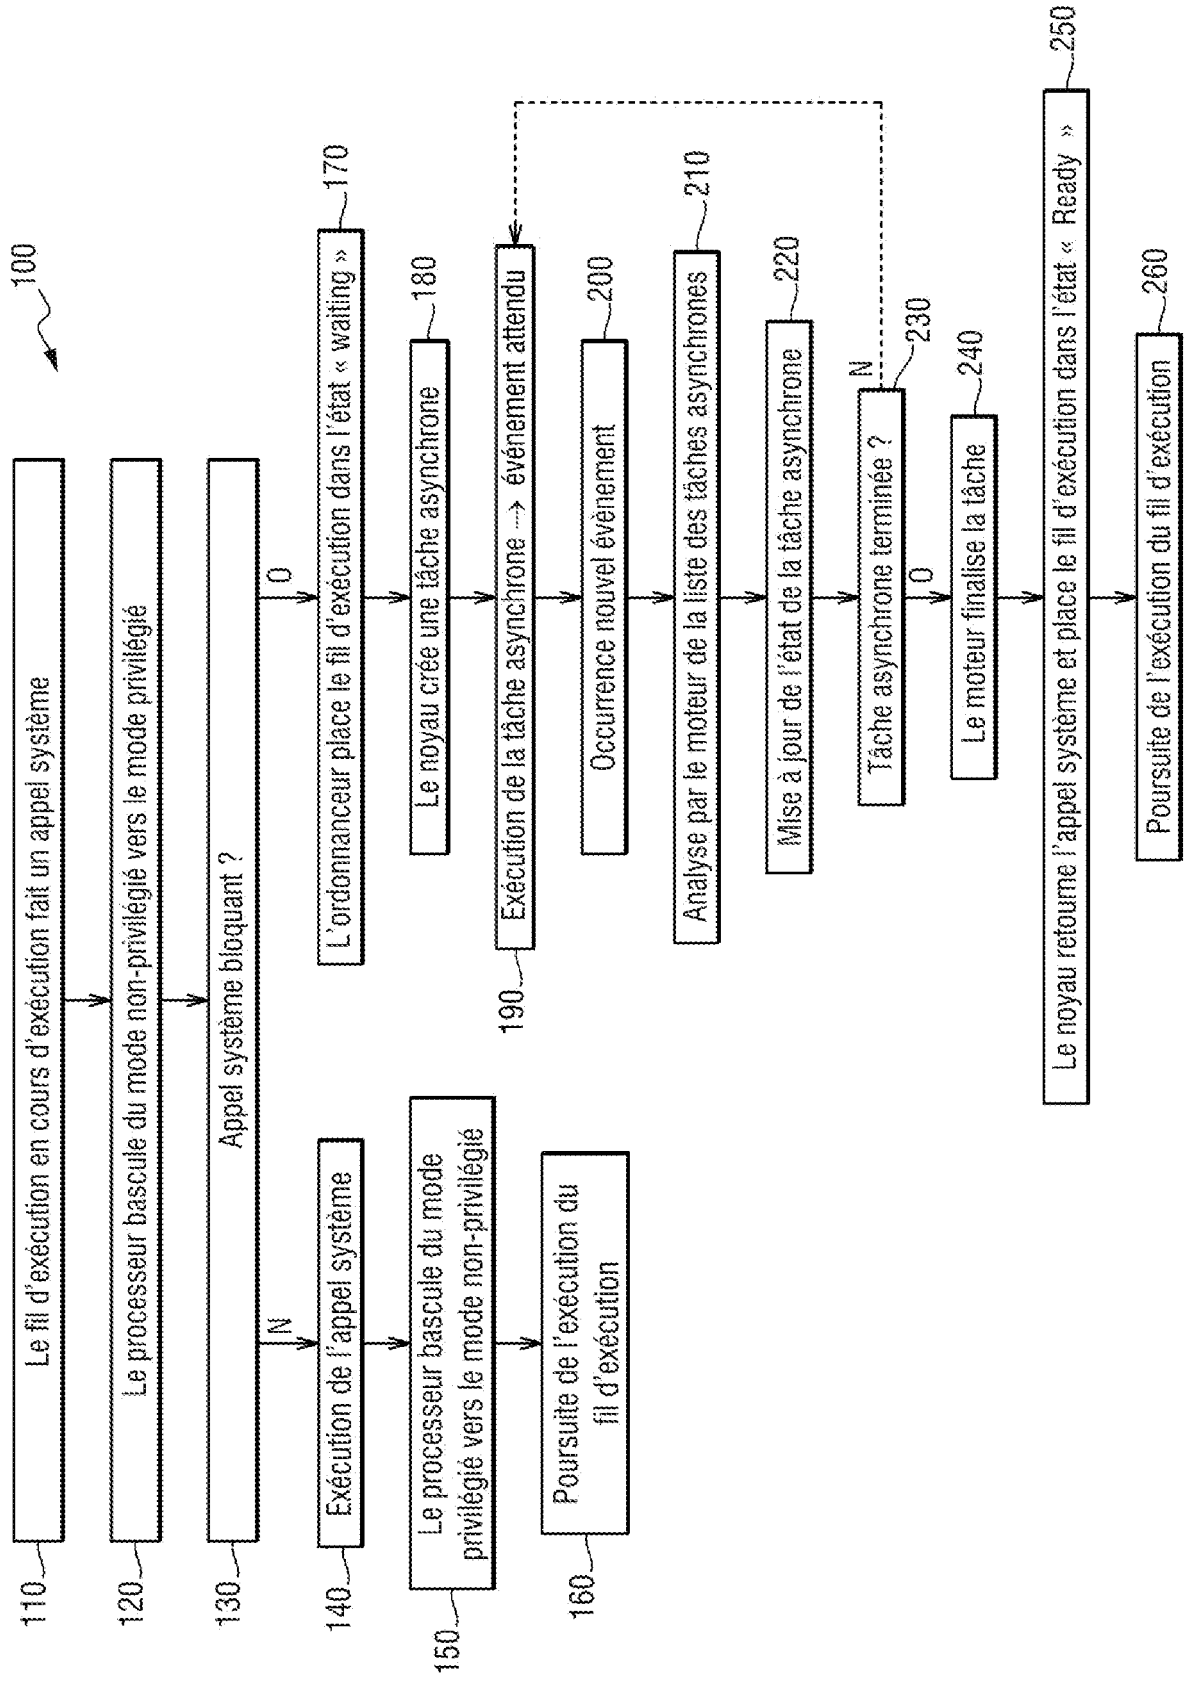 100
110
Le fil d'exécution en cours d'exécution fait un appel système
120
Le processeur bascule du mode non-privilégié vers le mode privilégié
130
Appel système bloquant ?
N
O
140
Exécution de l'appel système
150
Le processeur bascule du mode
privilégié vers le mode non-privilégié
160
Poursuite de l'exécution du
fil d'exécution
L'ordonnanceur place le fil d'exécution dans l'état « waiting »
170
Le noyau crée une tâche asynchrone
180
190
Exécution de la tâche asynchrone → événement attendu
Occurrence nouvel évènement
200
Analyse par le moteur de la liste des tâches asynchrones
210
Mise à jour de l'état de la tâche asynchrone
220
Tâche asynchrone terminée ?
N
230
O
Le moteur finalise la tâche
240
Le noyau retourne l'appel système et place le fil d'exécution dans l'état « Ready »
250
Poursuite de l'exécution du fil d'exécution
260